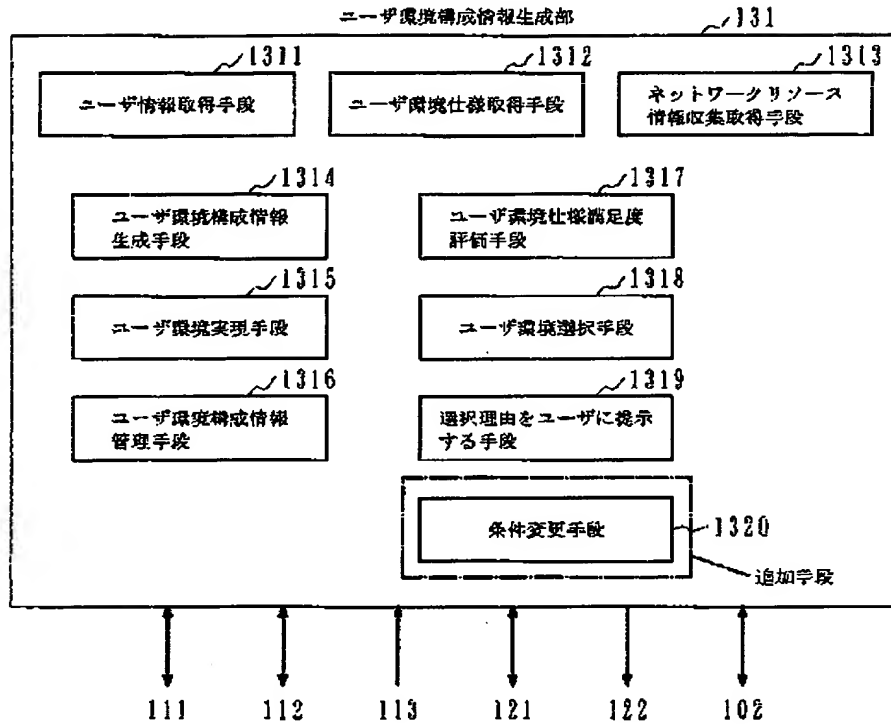 ユーザ環境構成情報生成部
131
1311
1312
1313
ユーザ情報取得手段
ユーザ環境仕様取得手段
ネットワークリソース
情報収集取得手段
1314
1317
ユーザ環境構成情報
生成手段
ユーザ環境仕様満足度
評価手段
1315
1318
ユーザ環境実現手段
ユーザ環境選択手段
1316
1319
ユーザ環境構成情報
管理手段
選択理由をユーザに提示
する手段
条件変更手段
1320
追加手段
111
112
113
121
122
102